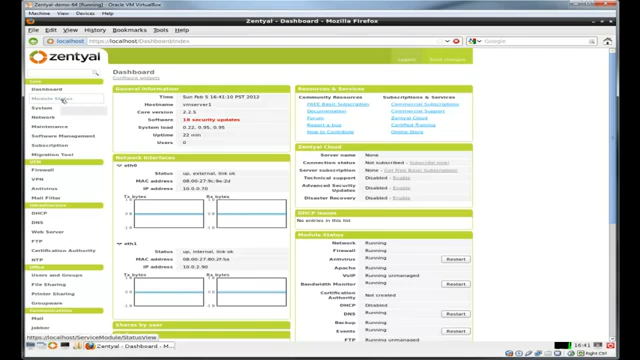 Zentyal-demo-64 [Running] - Oracle VM VirtualBox
Machine View Devices Help
Zentyal - Dashboard - Mozilla Firefox
File Edit View History Bookmarks Tools Help
localhost https://localhost/Dashboard/Index
Google
zentyal
Logout
Save changes
Core
Dashboard
Module Status
System
Network
Maintenance
Software Management
Subscription
Migration Tool
UTM
Firewall
VPN
Antivirus
Mail Filter
Infrastructure
DHCP
DNS
Web Server
FTP
Certification Authority
NTP
Office
Users and Groups
File Sharing
Printer Sharing
Groupware
Communications
Mail
Jabber
Dashboard
Configure widgets
General Information
Time Sun Feb 5 16:41:10 PST 2012
Hostname vmserver1
Core version 2.2.5
Software 18 security updates
System load 0.22, 0.95, 0.95
Uptime 22 min
Users 0
Network Interfaces
eth0
Status up, external, link ok
MAC address 08:00:27:9c:9e:2d
IP address 10.0.0.70
Tx bytes
Rx bytes
eth1
Status up, internal, link ok
MAC address
IP address 10.0.2.90
Tx bytes
Rx bytes
Shares by user
Resources & Services
Community Resources Subscriptions & Services
FREE Basic Subscription Commercial Subscriptions
Documentation Commercial Support
Forum Zentyal Cloud
Report a bug Certified Training
How to Contribute Online Store
Zentyal Cloud
Server name None
Connection status Not subscribed - Subscribe now!
Server subscription None - Get Free Basic Subscription!
Technical support Disabled - Enable
Advanced Security Updates Disabled - Enable
Disaster Recovery Disabled - Enable
DHCP leases
No entries in this list.
Module Status
Network Running
Firewall Running
Antivirus Running Restart
Apache Running
VoIP Running unmanaged
Bandwidth Monitor Running Restart
Certification Authority Not created
DHCP Disabled
DNS Running Restart
Backup Running
Events Running Restart
FTP Running unmanaged
https://localhost/ServiceModule/StatusView
Zentyal - Dashboard - M...
16:41
Right Ctrl